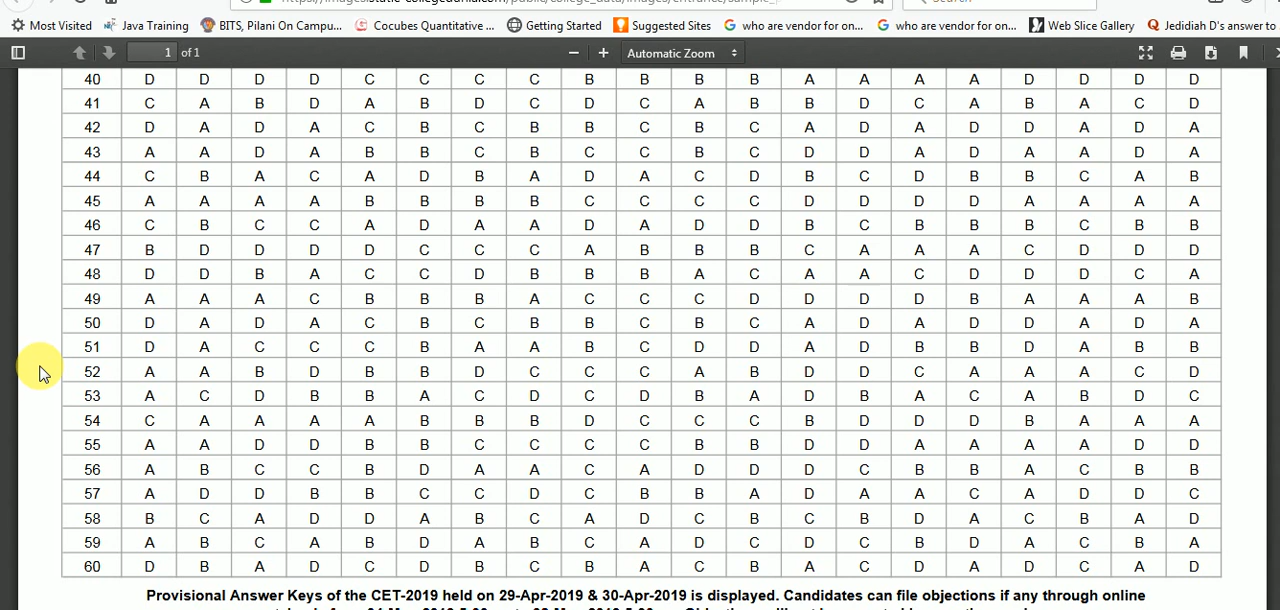 Most Visited Java Training BITS, Pilani On Campu... Cocubes Quantitative ... Getting Started Suggested Sites who are vendor for on... who are vendor for on... Web Slice Gallery Jedidiah D's answer to
1 of 1 Automatic Zoom
40 D D D D C C C C B B B B A A A A D D D D
41 C A B D A B D C D C A B B D C A B A C D
42 D A D A C B C B B C B C A D A D D A D A
43 A A D A B B C B C C B C D D A D A A D A
44 C B A C A D B A D A C D B C D B B C A B
45 A A A A B B B B C C C C D D D D A A A A
46 C B C C A D A A D A D D B C B B B C B B
47 B D D D D C C C A B B B C A A A C D D D
48 D D B A C C D B B B A C A A C D D D C A
49 A A A C B B B A C C C D D D D B A A A B
50 D A D A C B C B B C B C A D A D D A D A
51 D A C C C B A A B C D D A D B B D A B B
52 A A B D B B D C C C A B D D C A A A C D
53 A C D B B A C D C D B A D B A C A B D C
54 C A A A A B B B D C C C B D D D B A A A
55 A A D D B B C C C C B B D D A A A A D D
56 A B C C B D A A C A D D D C B B A C B B
57 A D D B B C C D C B B A D A A C A D D C
58 B C A D D A B C A D C B C B D A C B A D
59 A B C A B D A B C A D C D C B D A C B A
60 D B A D C D B C B A C B A C D A D C A D
Provisional Answer Keys of the CET-2019 held on 29-Apr-2019 & 30-Apr-2019 is displayed. Candidates can file objections if any through online